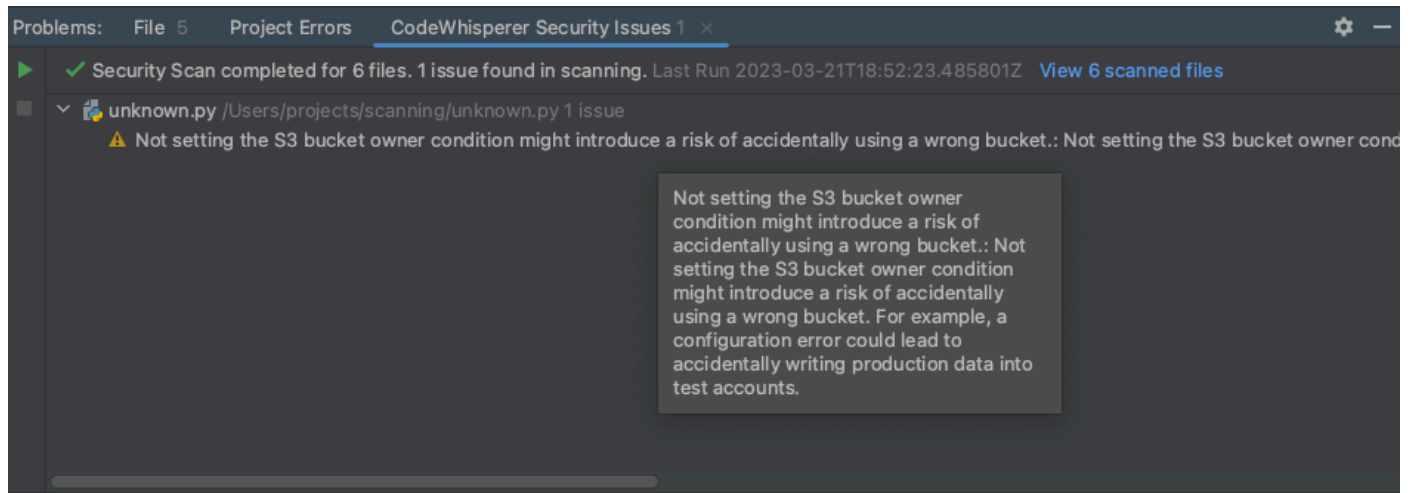 Problems: File 5 Project Errors CodeWhisperer Security Issues 1
Security Scan completed for 6 files. 1 issue found in scanning. Last Run 2023-03-21T18:52:23.485801Z View 6 scanned files
unknown.py /Users/projects/scanning/unknown.py 1 issue
Not setting the S3 bucket owner condition might introduce a risk of accidentally using a wrong bucket.: Not setting the S3 bucket owner cond
Not setting the S3 bucket owner
condition might introduce a risk of
accidentally using a wrong bucket.: Not
setting the S3 bucket owner condition
might introduce a risk of accidentally
using a wrong bucket. For example, a
configuration error could lead to
accidentally writing production data into
test accounts.